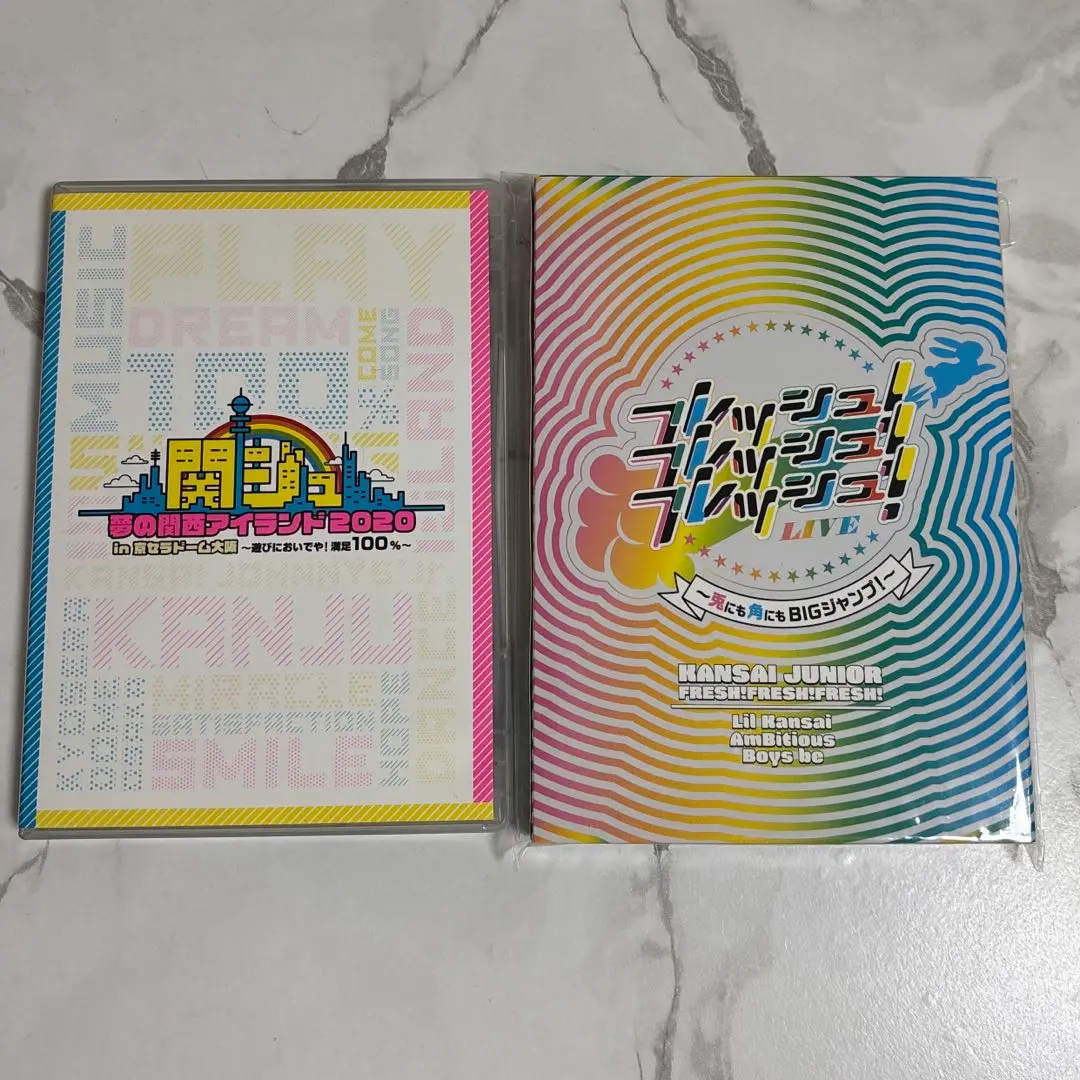 MUSIC
PLAY
DREAM
100%
COME
SONG
ISLAND
関ジュ
夢の関西アイランド2020
in 京セラドーム大阪 ～遊びにおいでや!満足100%～
KANJU
KYOSERA
DOME
MIRACLE
SATISFACTION
SMILE
HOPE
DANCE
フレッシュ!
フレッシュ!
フレッシュ!
LIVE
～兎にも角にもBIGジャンプ!～
KANSAI JUNIOR
FRESH!FRESH!FRESH!
Lil Kansai
AmBitious
Boys be